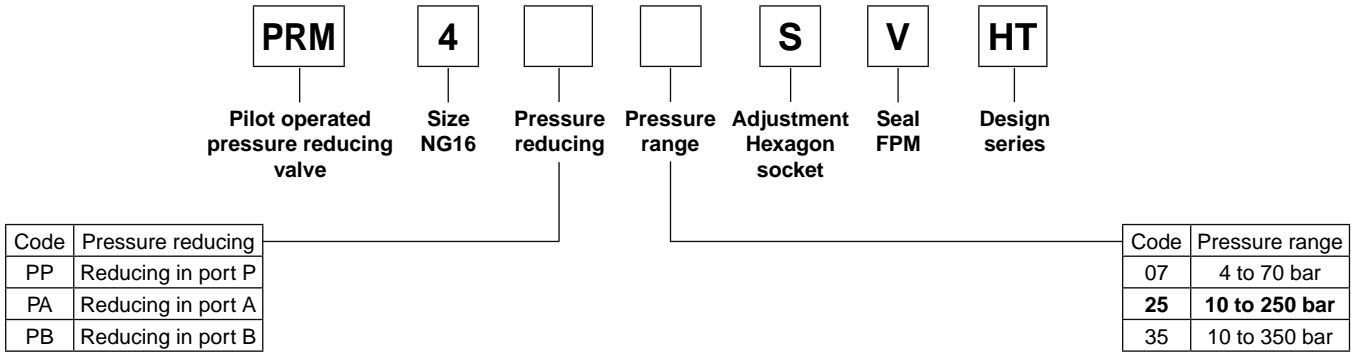 PRM 4 S V HT
Pilot operated pressure reducing valve
Size NG16
Pressure reducing
Pressure range
Adjustment Hexagon socket
Seal FPM
Design series
Code Pressure reducing
PP Reducing in port P
PA Reducing in port A
PB Reducing in port B
Code Pressure range
07 4 to 70 bar
25 10 to 250 bar
35 10 to 350 bar